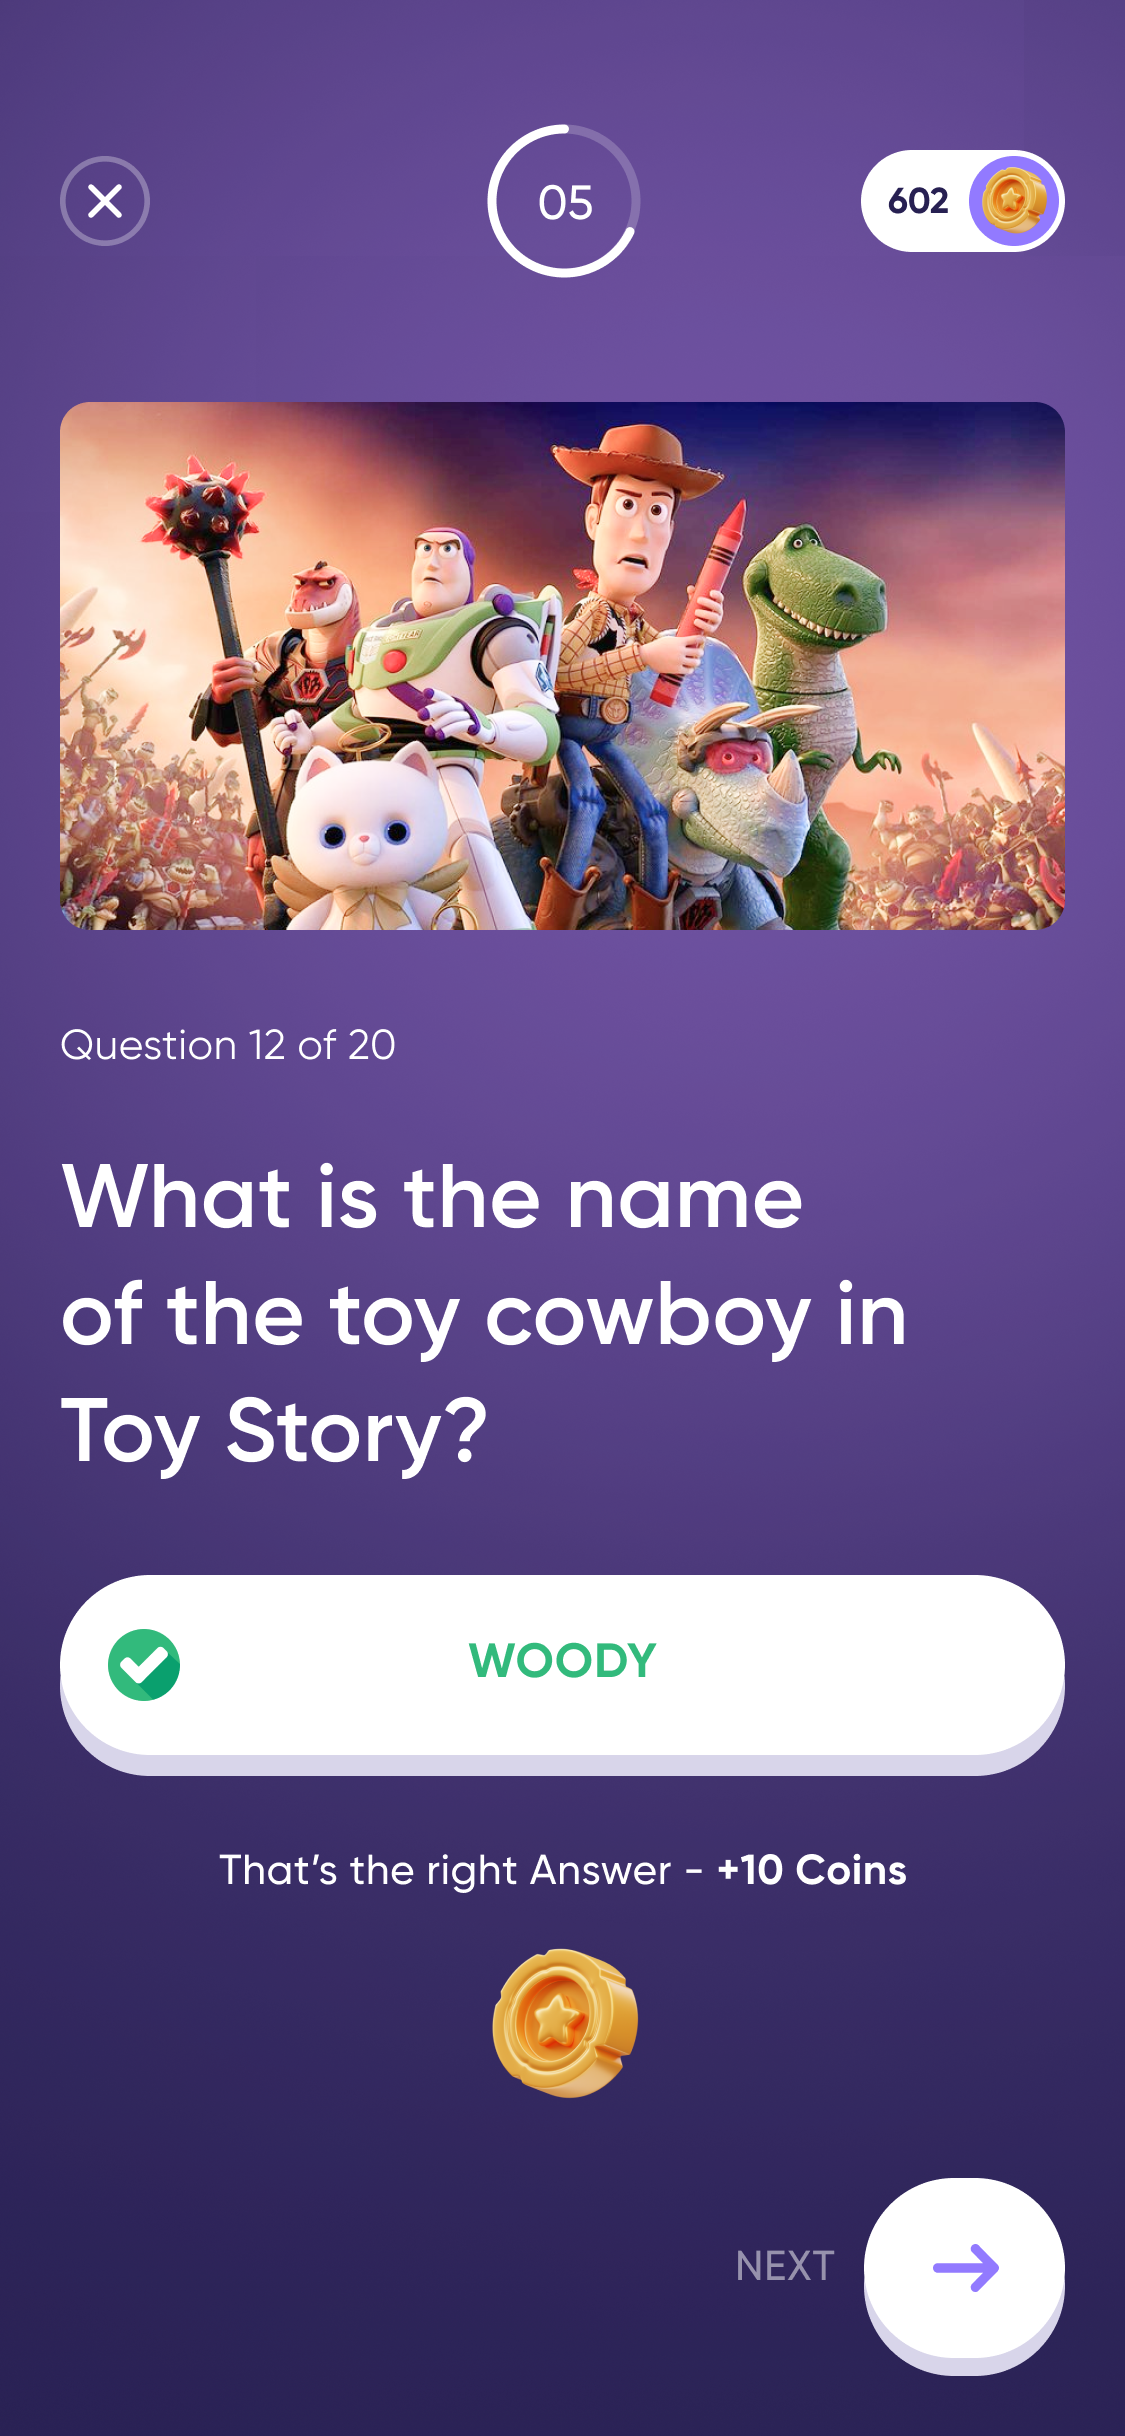 05
602
Question 12 of 20
What is the name
of the toy cowboy in
Toy Story?
WOODY
That's the right Answer - +10 Coins
NEXT